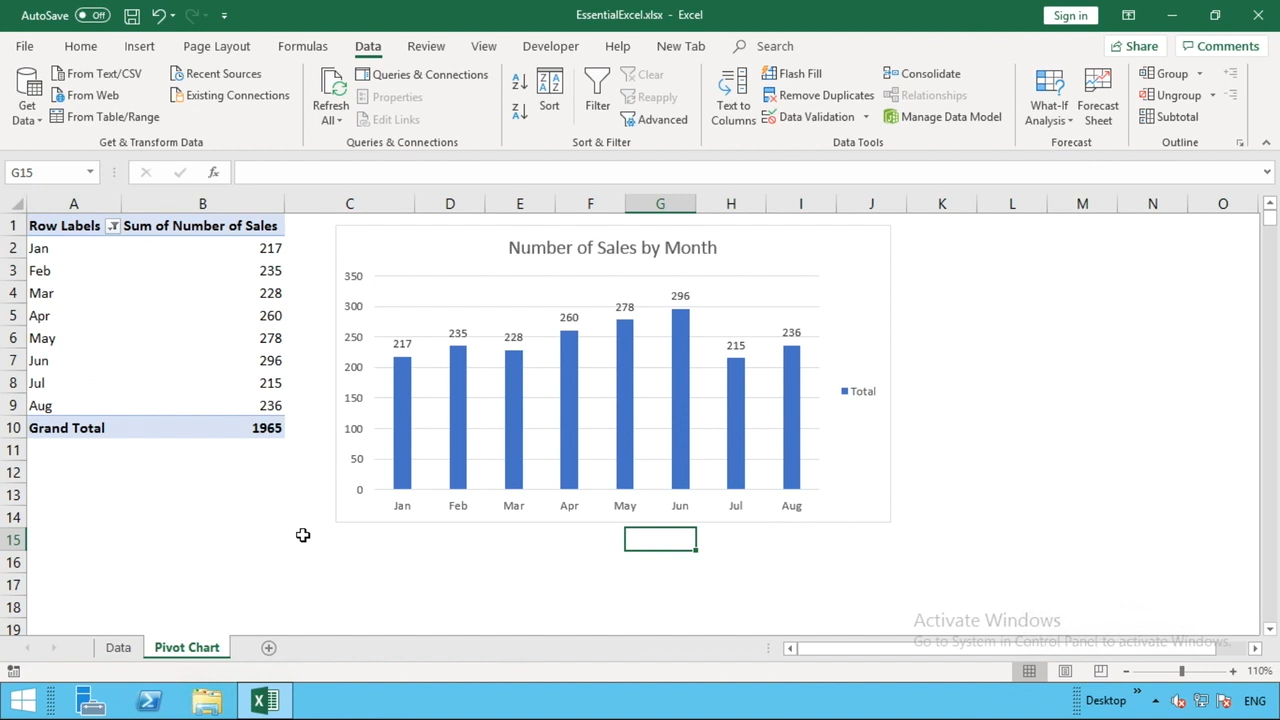 AutoSave Off EssentialExcel.xlsx - Excel Sign in
File Home Insert Page Layout Formulas Data Review View Developer Help New Tab Search Share Comments
Get Data From Text/CSV From Web From Table/Range Recent Sources Existing Connections
Get & Transform Data
Refresh All Queries & Connections Properties Edit Links
Queries & Connections
Sort Filter Clear Reapply Advanced
Sort & Filter
Text to Columns Flash Fill Remove Duplicates Data Validation Consolidate Relationships Manage Data Model
Data Tools
What-If Analysis Forecast Sheet
Forecast
Group Ungroup Subtotal
Outline
G15 fx
A B C D E F G H I J K L M N O
1 Row Labels Sum of Number of Sales
2 Jan 217
3 Feb 235
4 Mar 228
5 Apr 260
6 May 278
7 Jun 296
8 Jul 215
9 Aug 236
10 Grand Total 1965
11
12
13
14
15
16
17
18
19
Number of Sales by Month
350
300
250
200
150
100
50
0
217 235 228 260 278 296 215 236
Jan Feb Mar Apr May Jun Jul Aug
Total
Activate Windows
Go to System in Control Panel to activate Windows.
Data Pivot Chart
110%
Desktop ENG